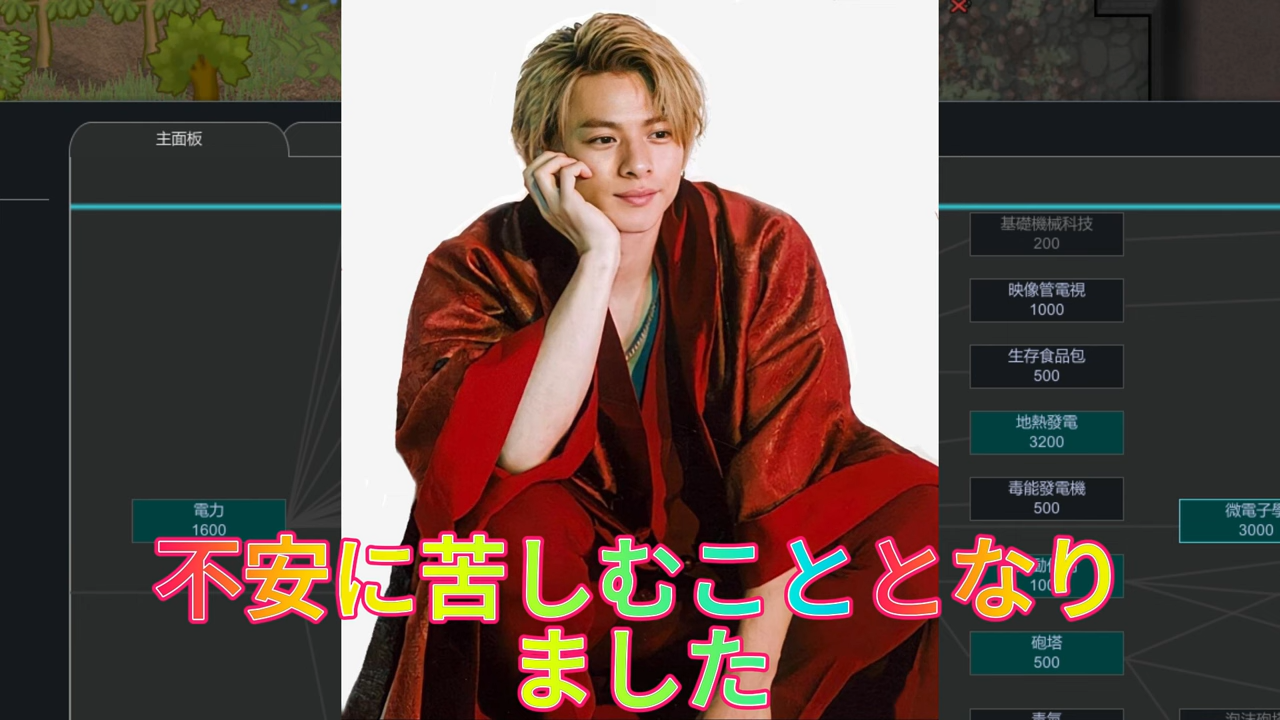 主面板
基礎機械科技
200
映像管電視
1000
生存食品包
500
地熱發電
3200
毒能發電機
500
電力
1600
微電子學
3000
不安に苦しむこととなり
ました
砲塔
500
毒氣